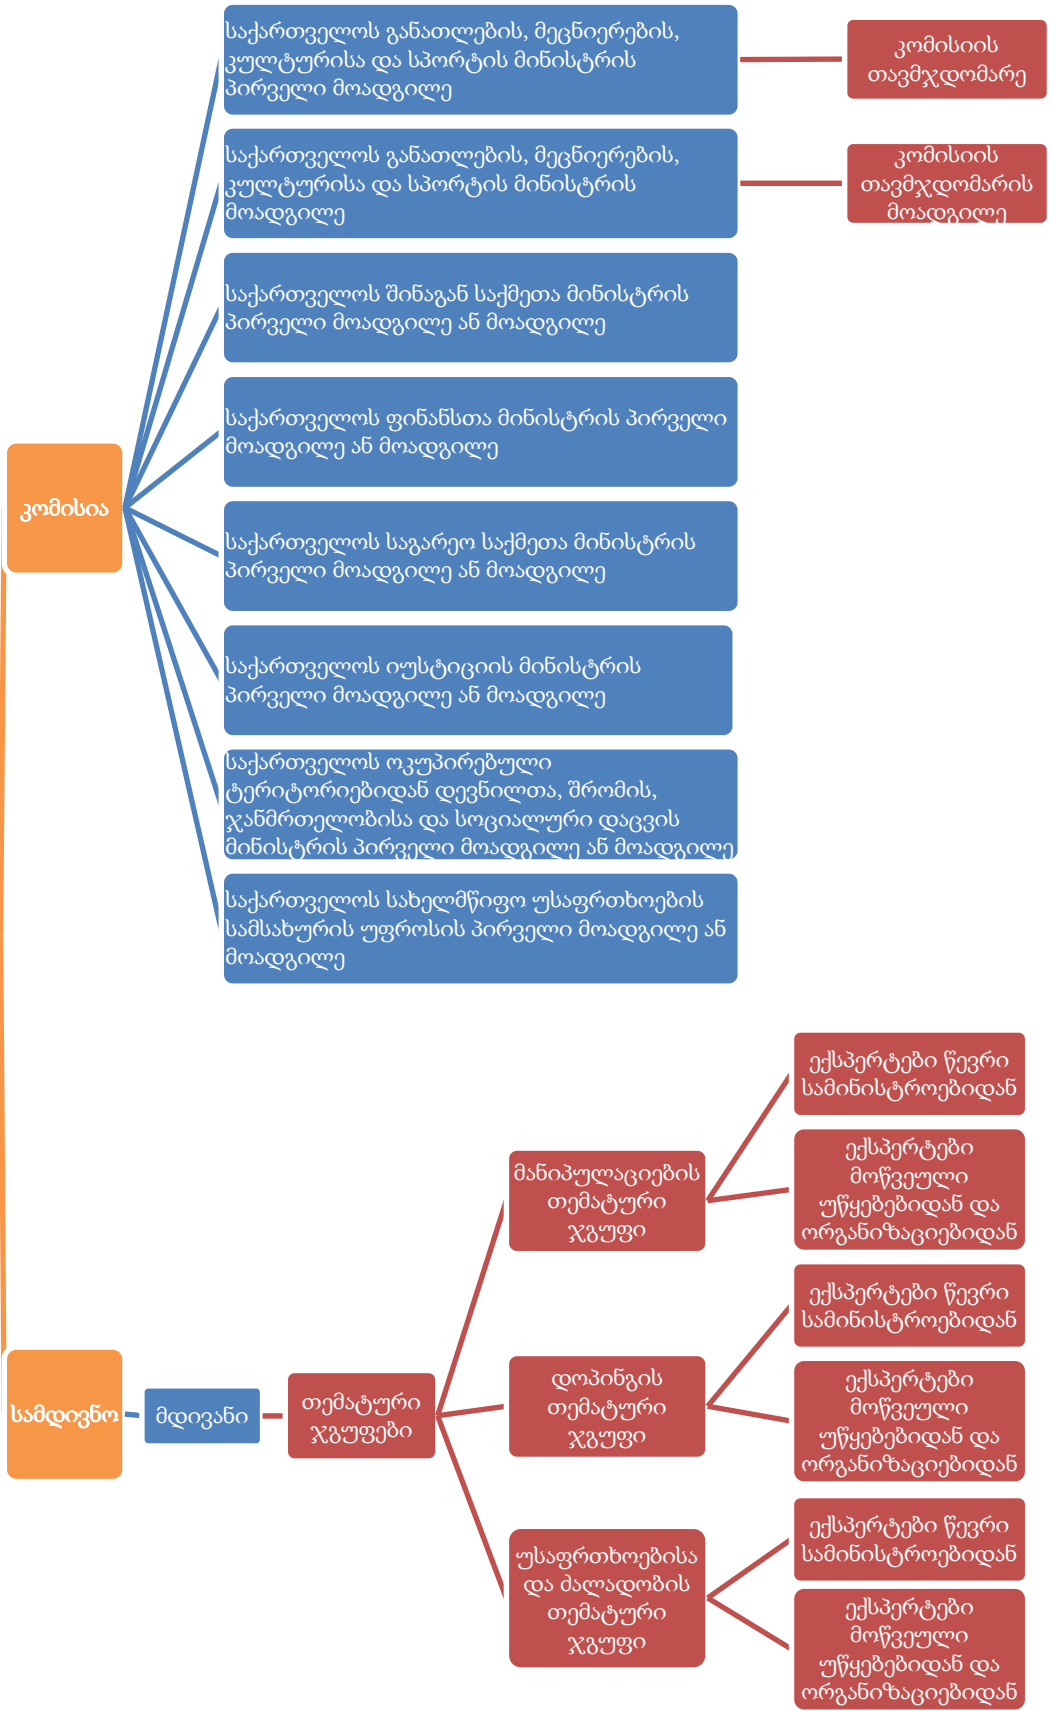 საქართველოს განათლების, მეცნიერების,
კულტურისა და სპორტის მინისტრის
პირველი მოადგილე
კომისიის
თავმჯდომარე
საქართველოს განათლების, მეცნიერების,
კულტურისა და სპორტის მინისტრის
მოადგილე
კომისიის
თავმჯდომარის
მოადგილე
საქართველოს შინაგან საქმეთა მინისტრის
პირველი მოადგილე ან მოადგილე
საქართველოს ფინანსთა მინისტრის პირველი
მოადგილე ან მოადგილე
კომისია
საქართველოს საგარეო საქმეთა მინისტრის
პირველი მოადგილე ან მოადგილე
საქართველოს იუსტიციის მინისტრის
პირველი მოადგილე ან მოადგილე
საქართველოს ოკუპირებული
ტერიტორიებიდან დევნილთა, შრომის,
ჯანმრთელობისა და სოციალური დაცვის
მინისტრის პირველი მოადგილე ან მოადგილე
საქართველოს სახელმწიფო უსაფრთხოების
სამსახურის უფროსის პირველი მოადგილე ან
მოადგილე
სამდივნო
მდივანი
თემატური
ჯგუფები
მანიპულაციების
თემატური
ჯგუფი
ექსპერტები წევრი
სამინისტროებიდან
ექსპერტები
მოწვეული
უწყებებიდან და
ორგანიზაციებიდან
დოპინგის
თემატური
ჯგუფი
ექსპერტები წევრი
სამინისტროებიდან
ექსპერტები
მოწვეული
უწყებებიდან და
ორგანიზაციებიდან
უსაფრთხოებისა
და ძალადობის
თემატური
ჯგუფი
ექსპერტები წევრი
სამინისტროებიდან
ექსპერტები
მოწვეული
უწყებებიდან და
ორგანიზაციებიდან